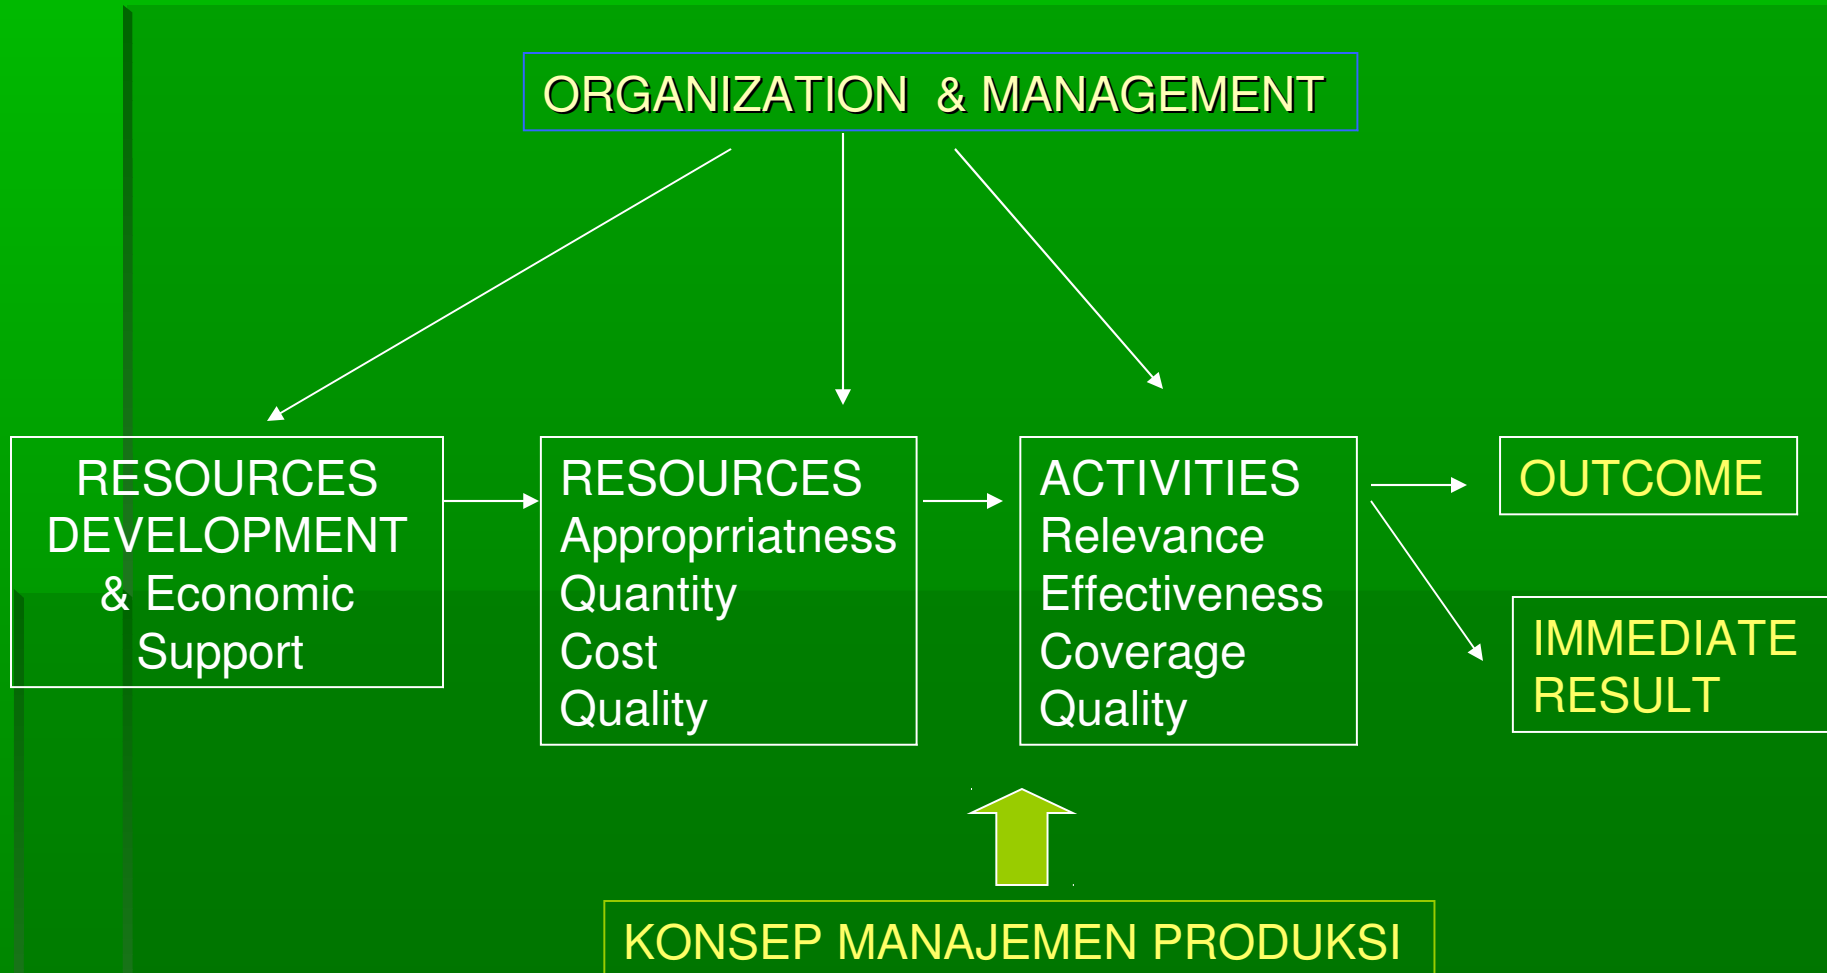 ORGANIZATION & MANAGEMENT
RESOURCES
DEVELOPMENT
& Economic
Support
RESOURCES
Approprriatness
Quantity
Cost
Quality
ACTIVITIES
Relevance
Effectiveness
Coverage
Quality
OUTCOME
IMMEDIATE
RESULT
KONSEP MANAJEMEN PRODUKSI